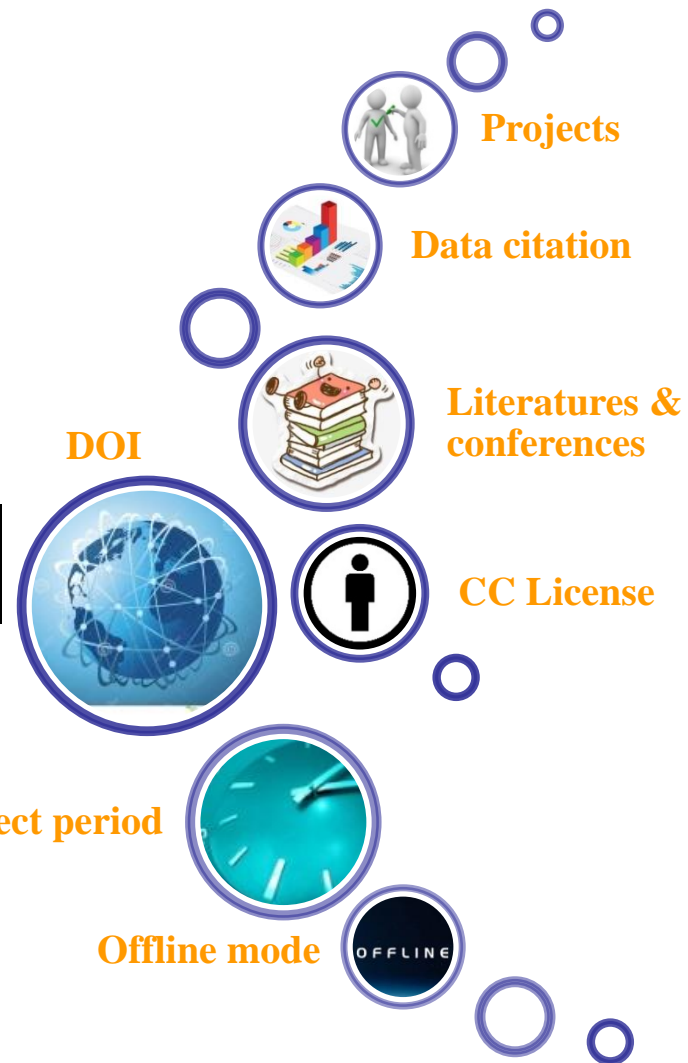 Projects
Data citation
Literatures &
conferences
DOI
CC License
ect period
Offline mode
OFFLINE